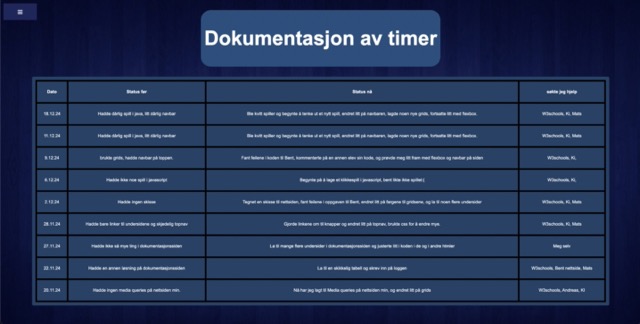 Dokumentasjon av timer
Dato Status før Status nå søkte jeg hjelp
18.12.24 Hadde dårlig spill i java, litt dårlig navbar Ble kvitt spillet og begynte å tenke ut et nytt spill, endret litt på navbaren, lagde noen nye grids, fortsatte litt med flexbox. W3schools, KI, Mats
11.12.24 Hadde dårlig spill i java, litt dårlig navbar Ble kvitt spillet og begynte å tenke ut et nytt spill, endret litt på navbaren, lagde noen nye grids, fortsatte litt med flexbox. W3schools, KI, Mats
9.12.24 brukte grids, hadde navbar på toppen. Fant feilene i koden til Bent, kommenterte på en annen elev sin kode, og prøvde meg litt frem med flexbox og navbar på siden W3schools, KI,
6.12.24 Hadde ikke noe spill i javascript Begynte på å lage et klikkespill i javascript, bent likte ikke spillet:( W3schools, KI,
2.12.24 Hadde ingen skisse Tegnet en skisse til nettsiden, fant feilene i oppgaven til Bent, endret litt på fargene til gridsene, og la til noen flere undersider W3schools, KI, Mats
28.11.24 Hadde bare linker til undersidene og skjedelig topnav Gjorde linkene om til knapper og endret litt på topnav, brukte css for å endre mye. W3schools, KI, Mats
27.11.24 Hadde ikke så mye ting i dokumentasjonssiden La til mange flere undersider i dokumentasjonssiden og justerte litt i koden i de og i andre htmler Meg selv
22.11.24 Hadde en annen løsning på dokumentasjonssiden La til en skikkelig tabell og skrev inn på loggen W3schools, Bent nettside, Mats
20.11.24 Hadde ingen media queries på nettsiden min. Nå har jeg lagt til Media queries på nettsiden min, og endret litt på grids W3schools, Andreas, KI